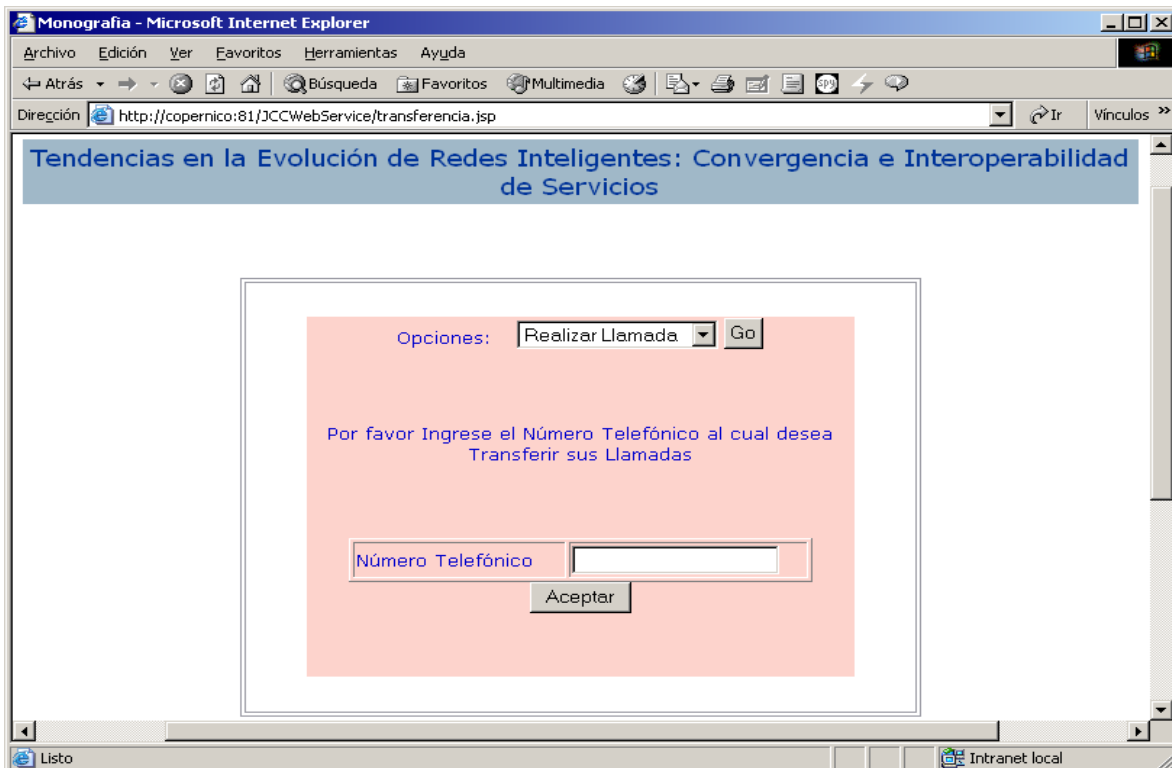 Monografia - Microsoft Internet Explorer
Archivo Edición Ver Favoritos Herramientas Ayuda
Atrás Búsqueda Favoritos Multimedia SPY
Dirección http://copernico:81/JCCWebService/transferencia.jsp Ir Vínculos »
Tendencias en la Evolución de Redes Inteligentes: Convergencia e Interoperabilidad
de Servicios
Opciones: Realizar Llamada Go
Por favor Ingrese el Número Telefónico al cual desea
Transferir sus Llamadas
Número Telefónico
Aceptar
Listo Intranet local